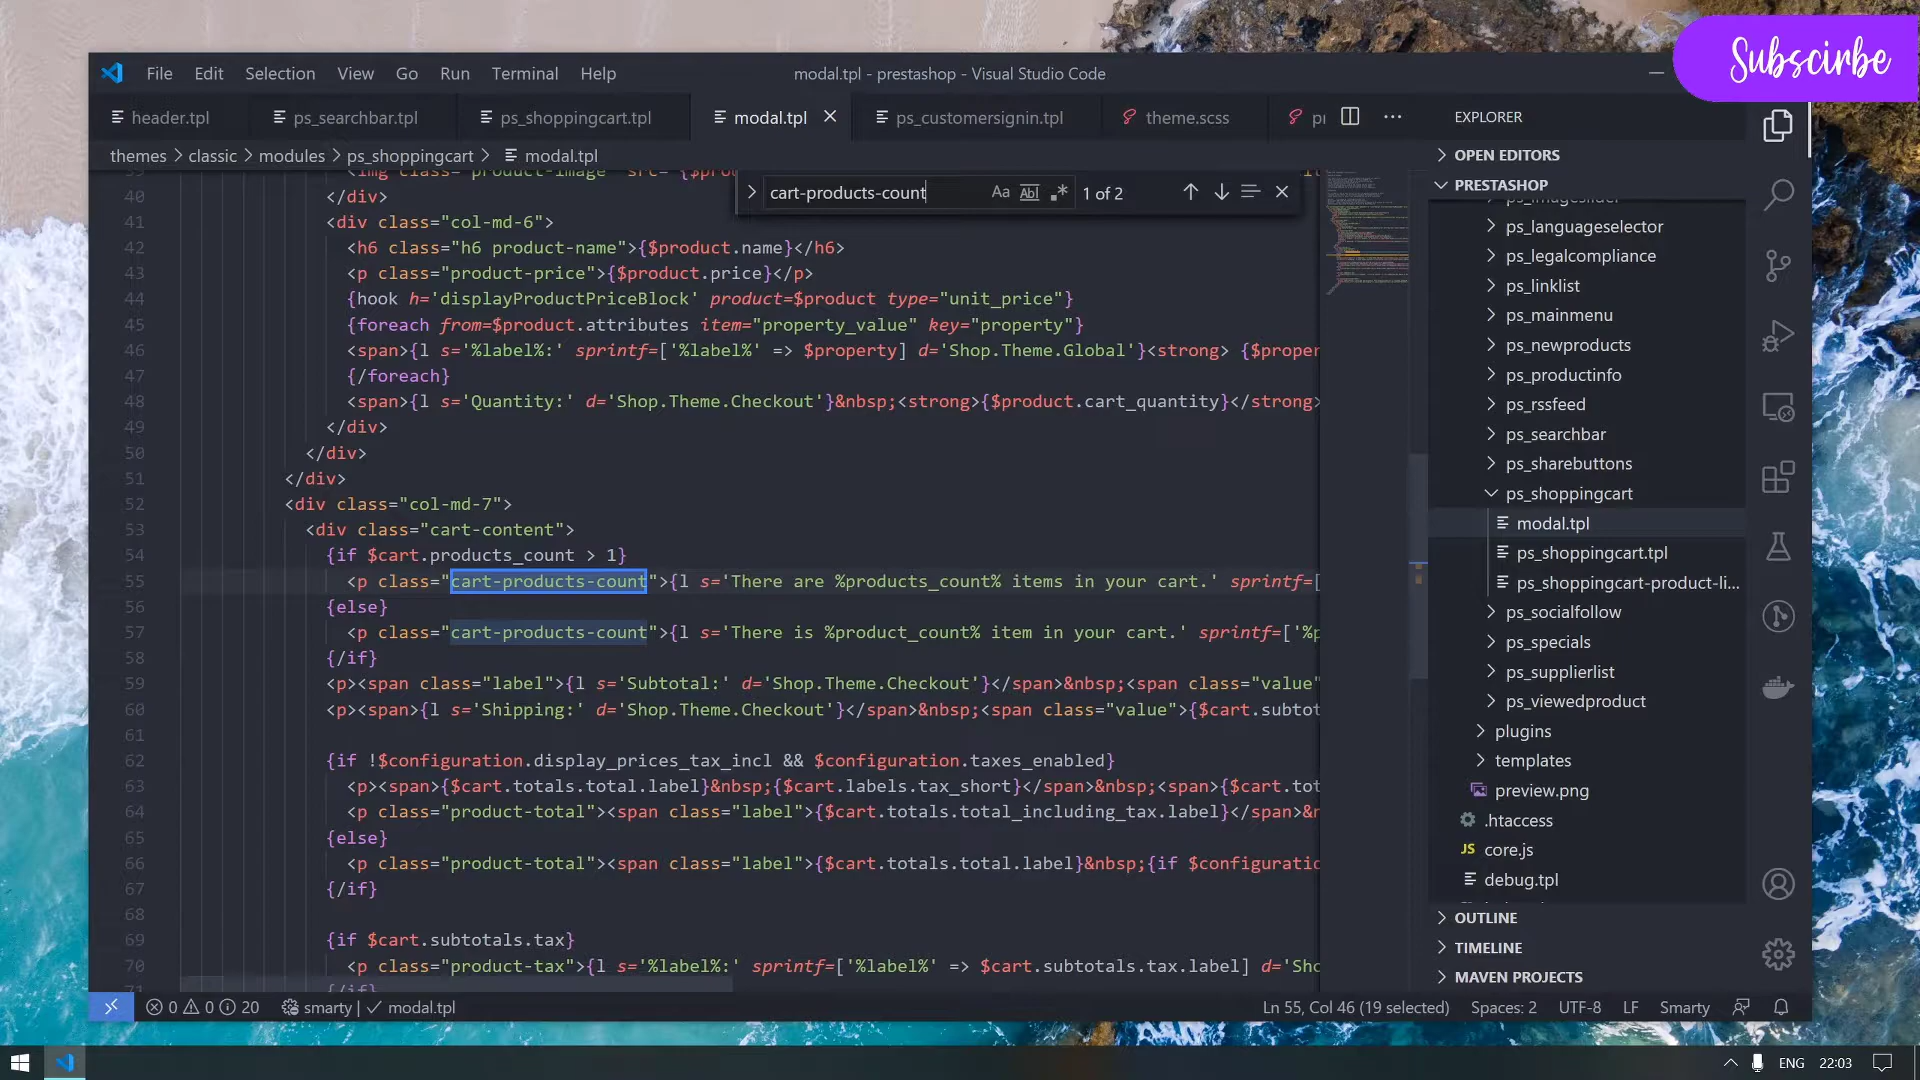 Subscirbe
File Edit Selection View Go Run Terminal Help
modal.tpl - prestashop - Visual Studio Code
header.tpl ps_searchbar.tpl ps_shoppingcart.tpl modal.tpl ps_customersignin.tpl theme.scss
themes > classic > modules > ps_shoppingcart > modal.tpl
cart-products-count Aa Abl .* 1 of 2
40 </div>
41 <div class="col-md-6">
42 <h6 class="h6 product-name">{$product.name}</h6>
43 <p class="product-price">{$product.price}</p>
44 {hook h='displayProductPriceBlock' product=$product type="unit_price"}
45 {foreach from=$product.attributes item="property_value" key="property"}
46 <span>{l s='%label%:' sprintf=['%label%' => $property] d='Shop.Theme.Global'}<strong> {$proper
47 {/foreach}
48 <span>{l s='Quantity:' d='Shop.Theme.Checkout'}&nbsp;<strong>{$product.cart_quantity}</strong>
49 </div>
50 </div>
51 </div>
52 <div class="col-md-7">
53 <div class="cart-content">
54 {if $cart.products_count > 1}
55 <p class="cart-products-count">{l s='There are %products_count% items in your cart.' sprintf=[
56 {else}
57 <p class="cart-products-count">{l s='There is %product_count% item in your cart.' sprintf=['%p
58 {/if}
59 <p><span class="label">{l s='Subtotal:' d='Shop.Theme.Checkout'}</span>&nbsp;<span class="value"
60 <p><span>{l s='Shipping:' d='Shop.Theme.Checkout'}</span>&nbsp;<span class="value">{$cart.subtot
61
62 {if !$configuration.display_prices_tax_incl && $configuration.taxes_enabled}
63 <p><span>{$cart.totals.total.label}&nbsp;{$cart.labels.tax_short}</span>&nbsp;<span>{$cart.tot
64 <p class="product-total"><span class="label">{$cart.totals.total_including_tax.label}</span>&n
65 {else}
66 <p class="product-total"><span class="label">{$cart.totals.total.label}&nbsp;{if $configuratio
67 {/if}
68
69 {if $cart.subtotals.tax}
70 <p class="product-tax">{l s='%label%:' sprintf=['%label%' => $cart.subtotals.tax.label] d='Sho
EXPLORER
OPEN EDITORS
PRESTASHOP
ps_languageselector
ps_legalcompliance
ps_linklist
ps_mainmenu
ps_newproducts
ps_productinfo
ps_rssfeed
ps_searchbar
ps_sharebuttons
ps_shoppingcart
modal.tpl
ps_shoppingcart.tpl
ps_shoppingcart-product-li...
ps_socialfollow
ps_specials
ps_supplierlist
ps_viewedproduct
plugins
templates
preview.png
.htaccess
JS core.js
debug.tpl
OUTLINE
TIMELINE
MAVEN PROJECTS
0 0 20 smarty | modal.tpl
Ln 55, Col 46 (19 selected) Spaces: 2 UTF-8 LF Smarty
ENG 22:03